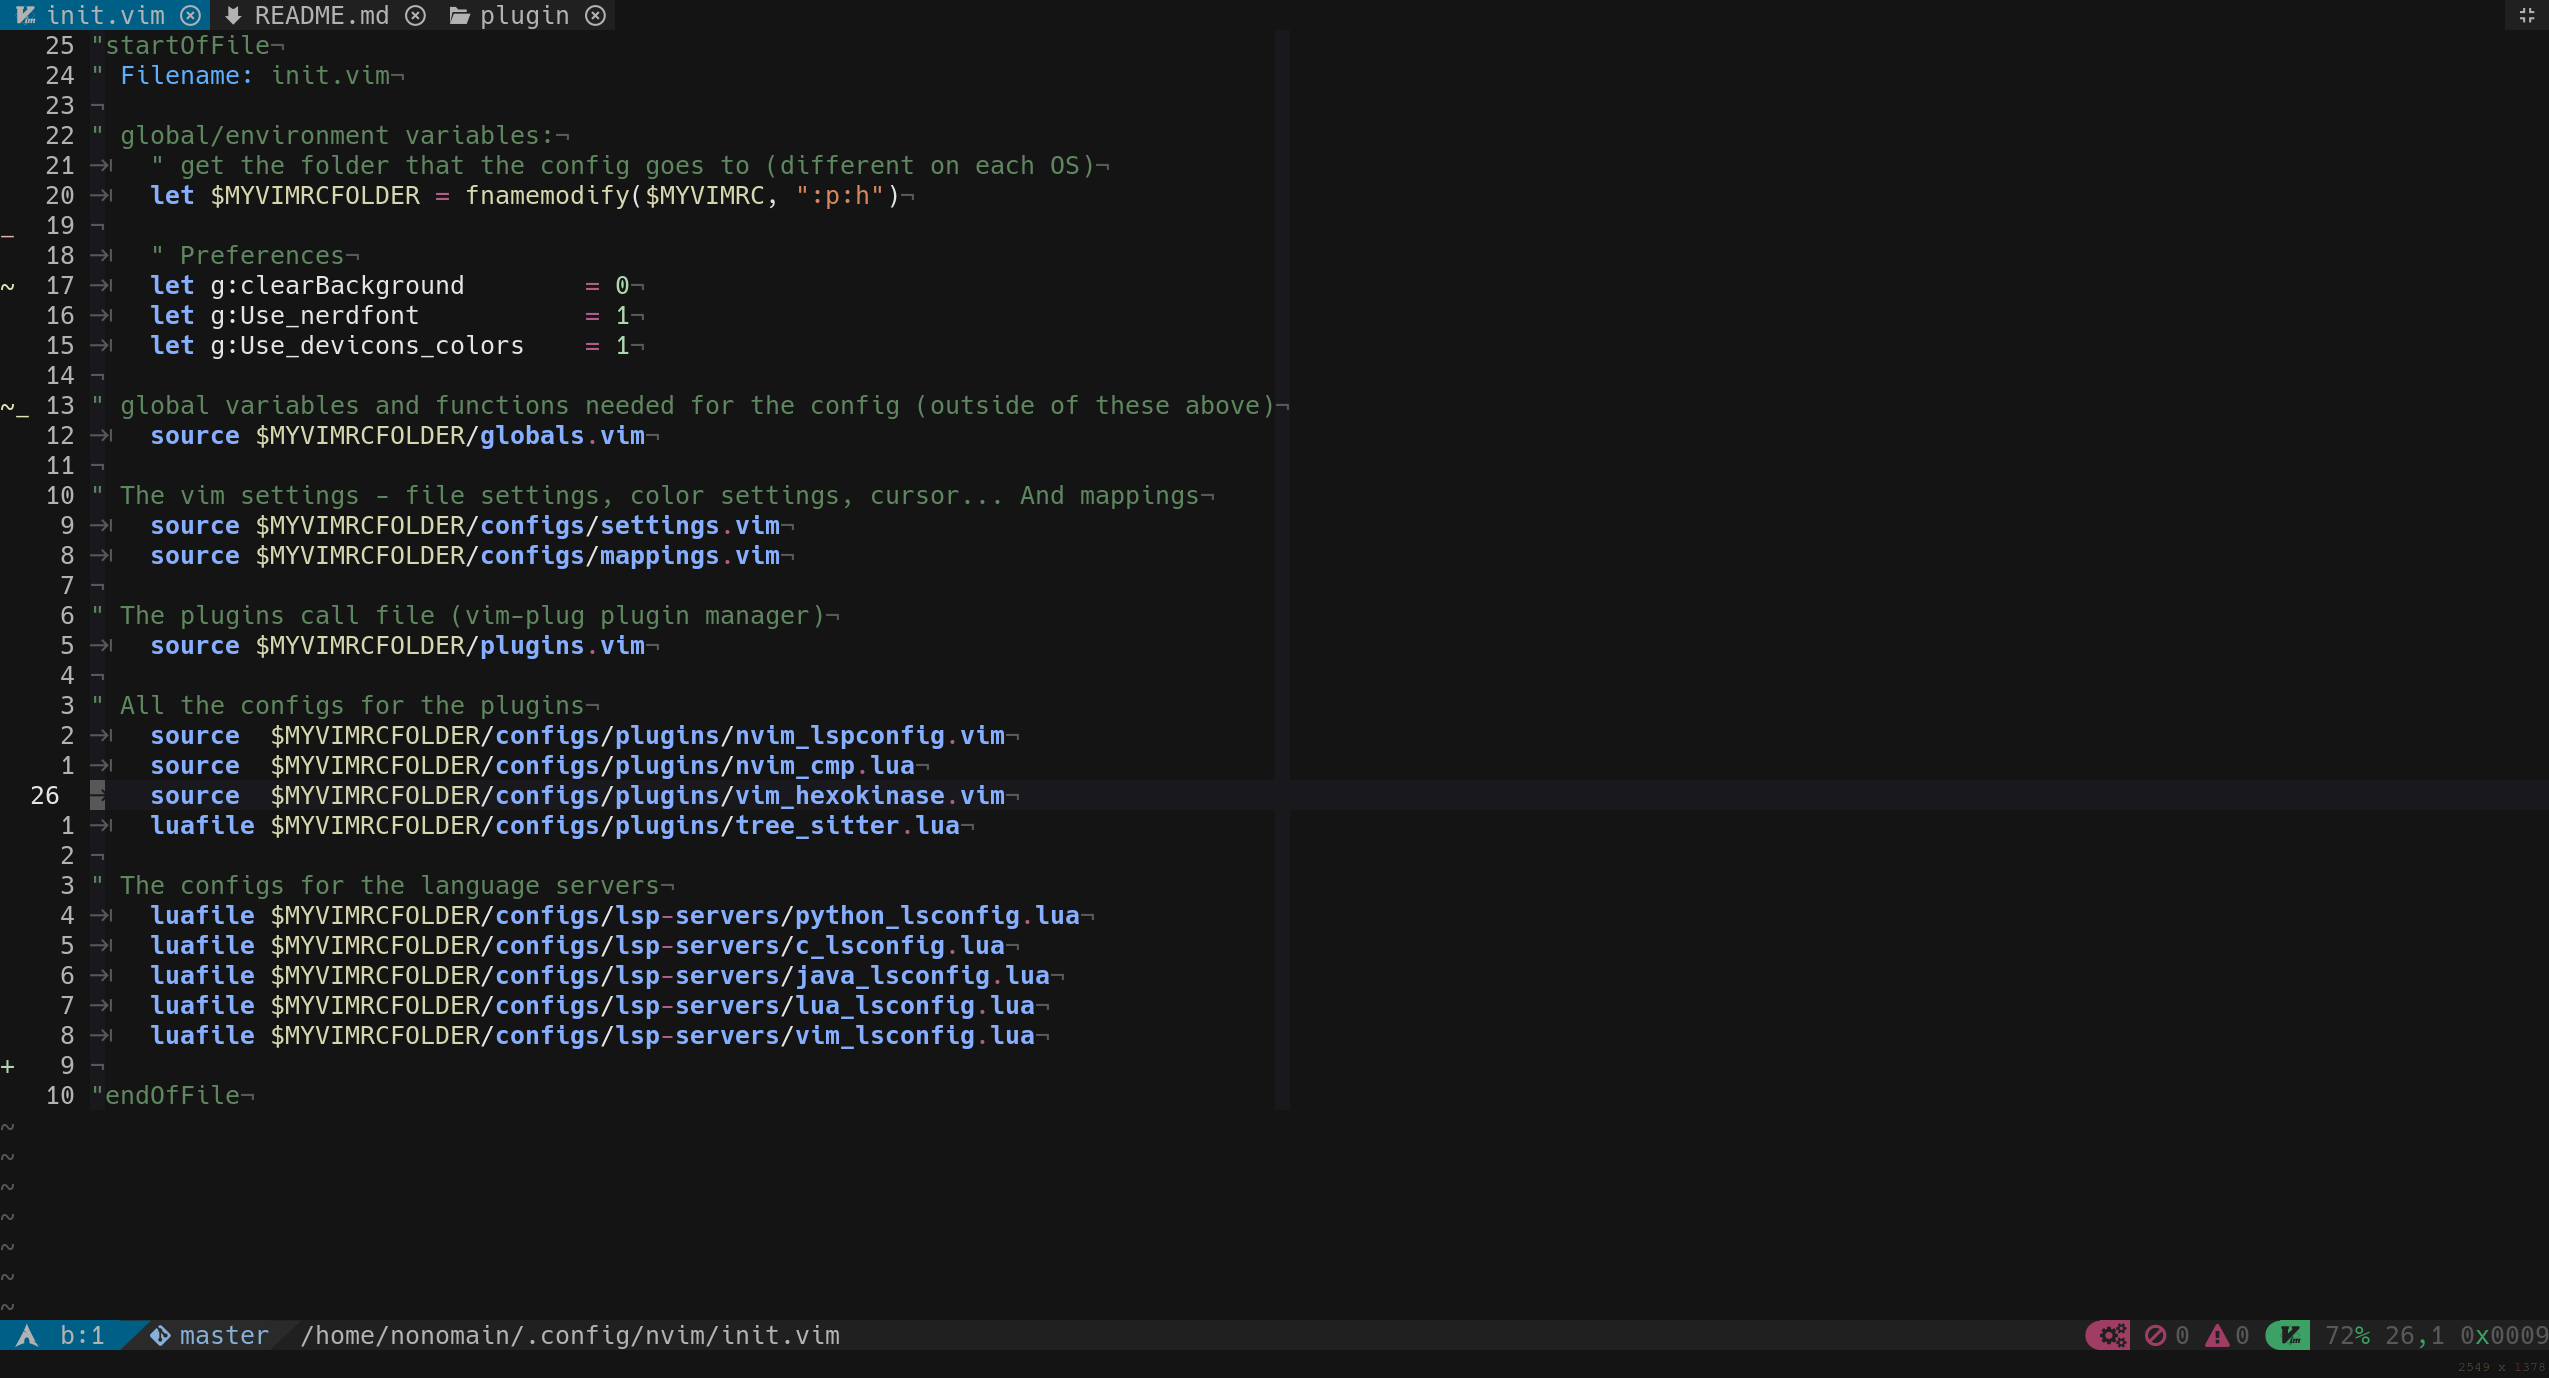 init.vim README.md plugin
25 "startOfFile¬
24 " Filename: init.vim¬
23 ¬
22 " global/environment variables:¬
21 " get the folder that the config goes to (different on each OS)¬
20 let $MYVIMRCFOLDER = fnamemodify($MYVIMRC, ":p:h")¬
_ 19 ¬
18 " Preferences¬
~ 17 let g:clearBackground = 0¬
16 let g:Use_nerdfont = 1¬
15 let g:Use_devicons_colors = 1¬
14 ¬
~_ 13 " global variables and functions needed for the config (outside of these above)¬
12 source $MYVIMRCFOLDER/globals.vim¬
11 ¬
10 " The vim settings - file settings, color settings, cursor... And mappings¬
9 source $MYVIMRCFOLDER/configs/settings.vim¬
8 source $MYVIMRCFOLDER/configs/mappings.vim¬
7 ¬
6 " The plugins call file (vim-plug plugin manager)¬
5 source $MYVIMRCFOLDER/plugins.vim¬
4 ¬
3 " All the configs for the plugins¬
2 source $MYVIMRCFOLDER/configs/plugins/nvim_lspconfig.vim¬
1 source $MYVIMRCFOLDER/configs/plugins/nvim_cmp.lua¬
26 source $MYVIMRCFOLDER/configs/plugins/vim_hexokinase.vim¬
1 luafile $MYVIMRCFOLDER/configs/plugins/tree_sitter.lua¬
2 ¬
3 " The configs for the language servers¬
4 luafile $MYVIMRCFOLDER/configs/lsp-servers/python_lsconfig.lua¬
5 luafile $MYVIMRCFOLDER/configs/lsp-servers/c_lsconfig.lua¬
6 luafile $MYVIMRCFOLDER/configs/lsp-servers/java_lsconfig.lua¬
7 luafile $MYVIMRCFOLDER/configs/lsp-servers/lua_lsconfig.lua¬
8 luafile $MYVIMRCFOLDER/configs/lsp-servers/vim_lsconfig.lua¬
+ 9 ¬
10 "endOfFile¬
~
~
~
~
~
~
~
b:1 master /home/nonomain/.config/nvim/init.vim 0 0 72% 26,1 0x0009
2549 x 1378